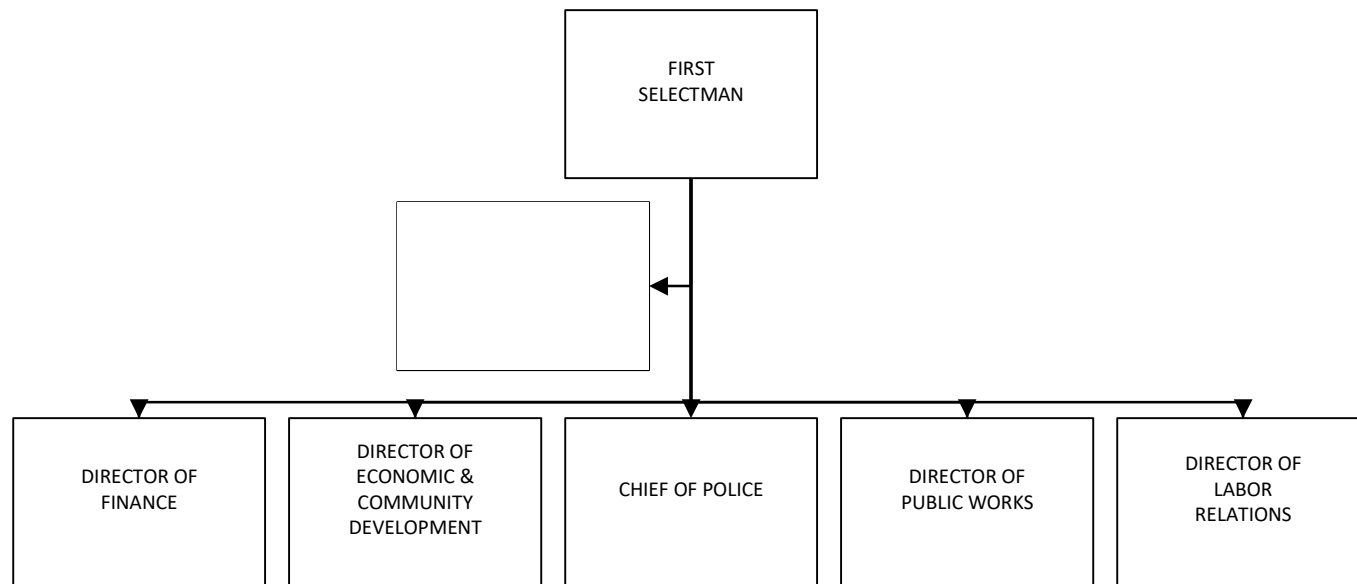 FIRST
SELECTMAN
DIRECTOR OF
FINANCE
DIRECTOR OF
ECONOMIC &
COMMUNITY
DEVELOPMENT
CHIEF OF POLICE
DIRECTOR OF
PUBLIC WORKS
DIRECTOR OF
LABOR
RELATIONS